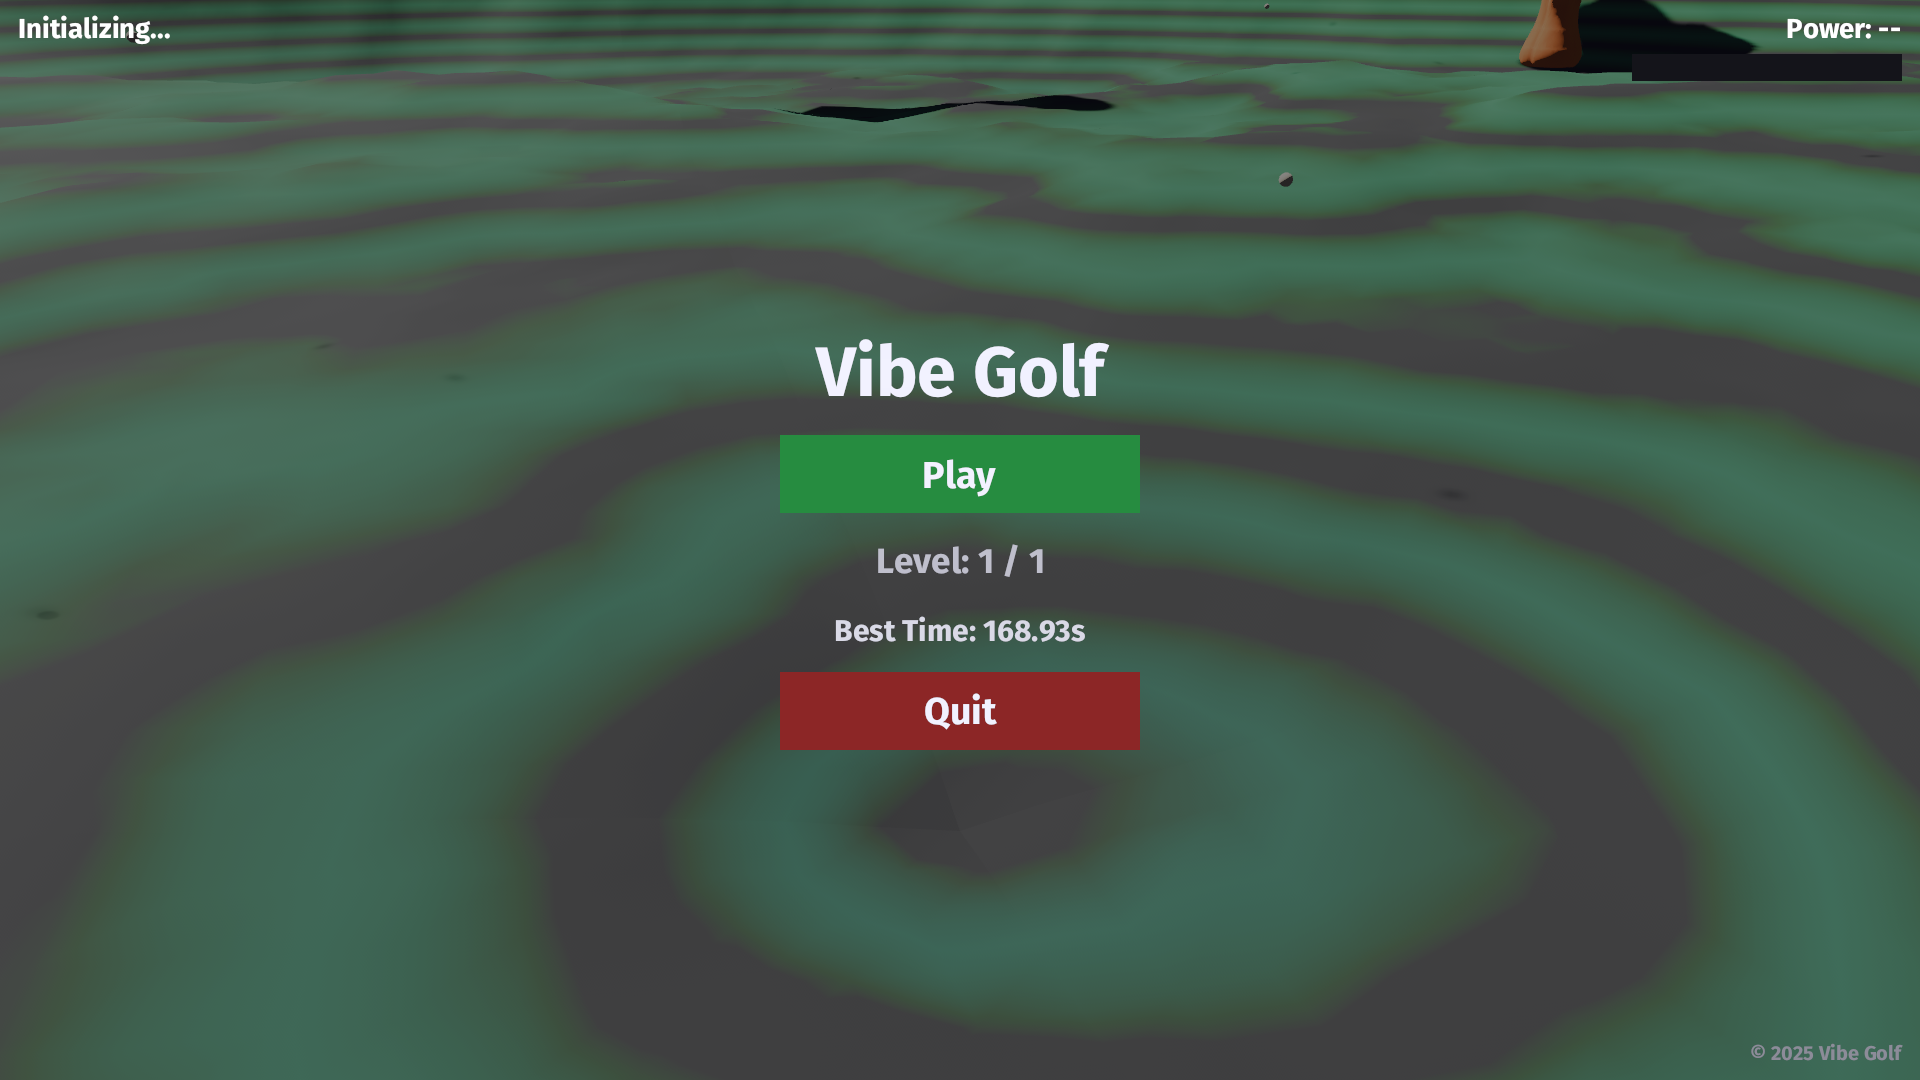 Initializing...
Power: --
Vibe Golf
Play
Level: 1 / 1
Best Time: 168.93s
Quit
© 2025 Vibe Golf